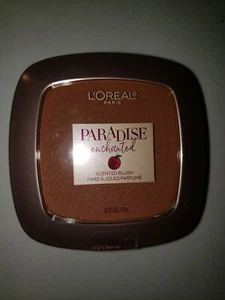 L'ORÉAL
PARIS
PARADISE
enchanted
SCENTED BLUSH
FARD À JOUES PARFUMÉ